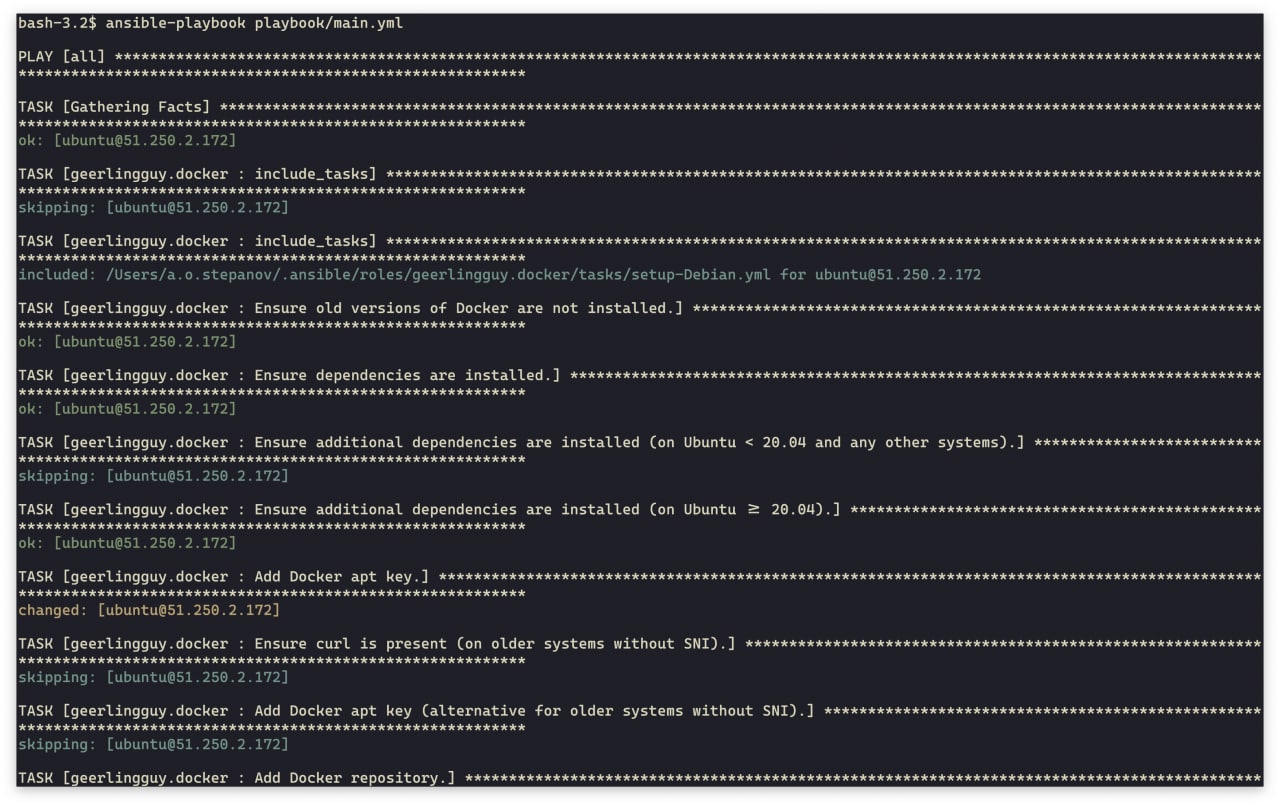 bash-3.2$ ansible-playbook playbook/main.yml
PLAY [all] ***********************************************************************************************************************************
**********************************************************
TASK [Gathering Facts] ***********************************************************************************************************************
**********************************************************
ok: [ubuntu@51.250.2.172]
TASK [geerlingguy.docker : include_tasks] ****************************************************************************************************
**********************************************************
skipping: [ubuntu@51.250.2.172]
TASK [geerlingguy.docker : include_tasks] ****************************************************************************************************
**********************************************************
included: /Users/a.o.stepanov/.ansible/roles/geerlingguy.docker/tasks/setup-Debian.yml for ubuntu@51.250.2.172
TASK [geerlingguy.docker : Ensure old versions of Docker are not installed.] *****************************************************************
**********************************************************
ok: [ubuntu@51.250.2.172]
TASK [geerlingguy.docker : Ensure dependencies are installed.] *******************************************************************************
**********************************************************
ok: [ubuntu@51.250.2.172]
TASK [geerlingguy.docker : Ensure additional dependencies are installed (on Ubuntu < 20.04 and any other systems).] **************************
**********************************************************
skipping: [ubuntu@51.250.2.172]
TASK [geerlingguy.docker : Ensure additional dependencies are installed (on Ubuntu ≥ 20.04).] ***********************************************
**********************************************************
ok: [ubuntu@51.250.2.172]
TASK [geerlingguy.docker : Add Docker apt key.] **********************************************************************************************
**********************************************************
changed: [ubuntu@51.250.2.172]
TASK [geerlingguy.docker : Ensure curl is present (on older systems without SNI).] ***********************************************************
**********************************************************
skipping: [ubuntu@51.250.2.172]
TASK [geerlingguy.docker : Add Docker apt key (alternative for older systems without SNI).] **************************************************
**********************************************************
skipping: [ubuntu@51.250.2.172]
TASK [geerlingguy.docker : Add Docker repository.] *******************************************************************************************